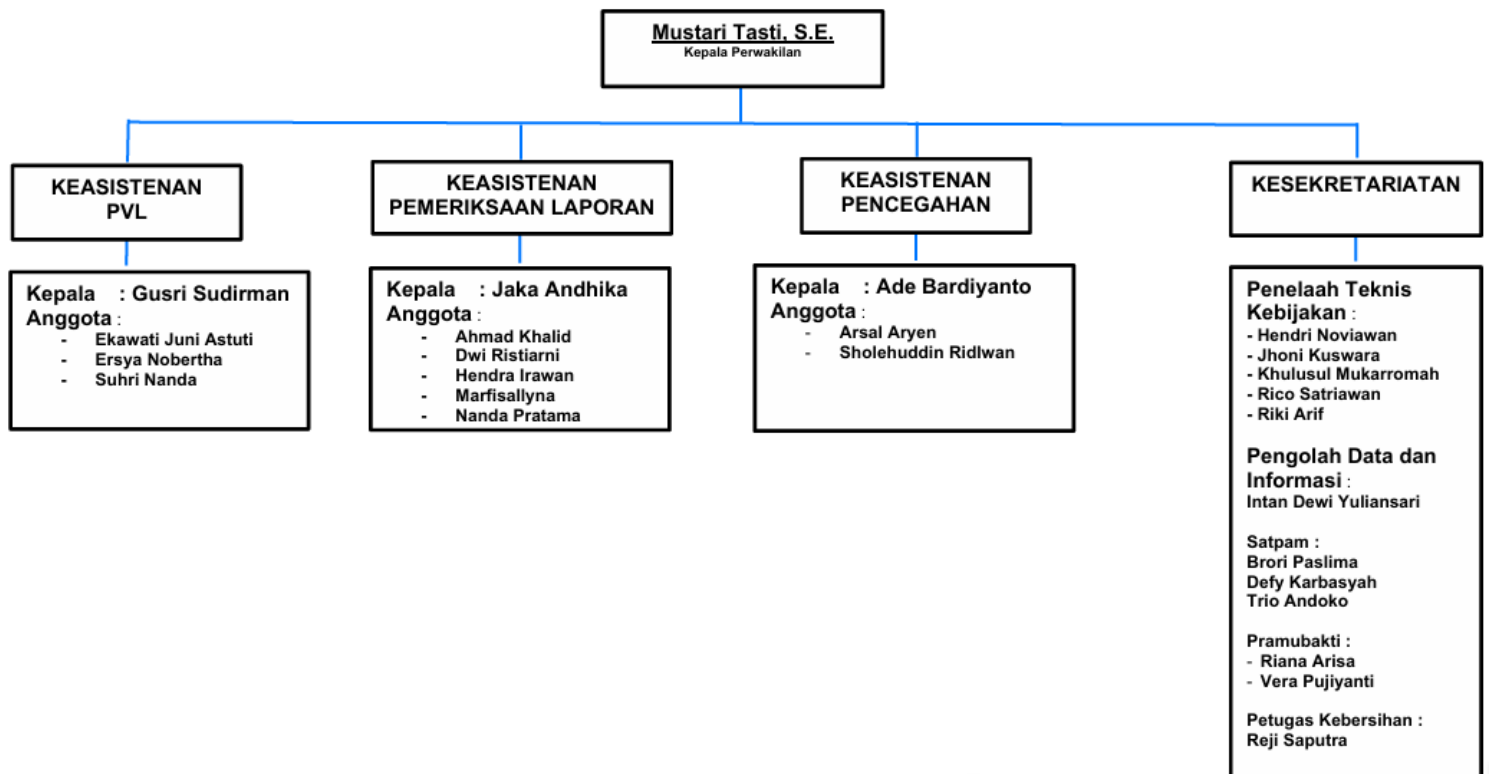 Mustari Tasti, S.E.
Kepala Perwakilan
KEASISTENAN
PVL
Kepala : Gusri Sudirman
Anggota :
- Ekawati Juni Astuti
- Ersya Nobertha
- Suhri Nanda
KEASISTENAN
PEMERIKSAAN LAPORAN
Kepala : Jaka Andhika
Anggota :
- Ahmad Khalid
- Dwi Ristiarni
- Hendra Irawan
- Marfisallyna
- Nanda Pratama
KEASISTENAN
PENCEGAHAN
Kepala : Ade Bardiyanto
Anggota :
- Arsal Aryen
- Sholehuddin Ridlwan
KESEKRETARIATAN
Penelaah Teknis
Kebijakan :
- Hendri Noviawan
- Jhoni Kuswara
- Khulusul Mukarromah
- Rico Satriawan
- Riki Arif
Pengolah Data dan
Informasi :
Intan Dewi Yuliansari
Satpam :
Brori Paslima
Defy Karbasyah
Trio Andoko
Pramubakti :
- Riana Arisa
- Vera Pujiyanti
Petugas Kebersihan :
Reji Saputra